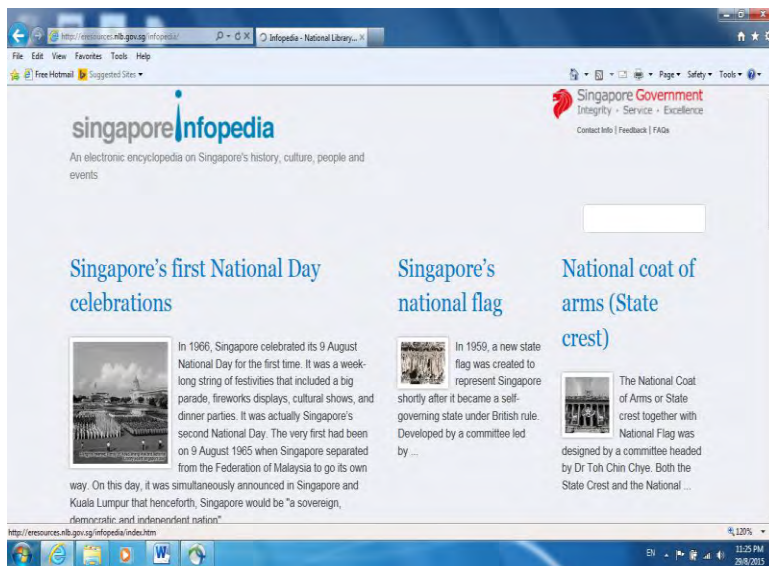 http://eresources.nlb.gov.sg/infopedia/
Infopedia - National Library...
File Edit View Favorites Tools Help
Free Hotmail Suggested Sites
Page Safety Tools
singapore infopedia
An electronic encyclopedia on Singapore's history, culture, people and
events
Singapore Government
Integrity · Service · Excellence
Contact Info | Feedback | FAQs
Singapore's first National Day
celebrations
In 1966, Singapore celebrated its 9 August
National Day for the first time. It was a week-
long string of festivities that included a big
parade, fireworks displays, cultural shows, and
dinner parties. It was actually Singapore's
second National Day. The very first had been
on 9 August 1965 when Singapore separated
from the Federation of Malaysia to go its own
way. On this day, it was simultaneously announced in Singapore and
Kuala Lumpur that henceforth, Singapore would be "a sovereign,
democratic and independent nation"
Singapore's
national flag
In 1959, a new state
flag was created to
represent Singapore
shortly after it became a self-
governing state under British rule.
Developed by a committee led
by ...
National coat of
arms (State
crest)
The National Coat
of Arms or State
crest together with
National Flag was
designed by a committee headed
by Dr Toh Chin Chye. Both the
State Crest and the National ...
http://eresources.nlb.gov.sg/infopedia/index.htm
120%
EN
11:25 PM
29/8/2015